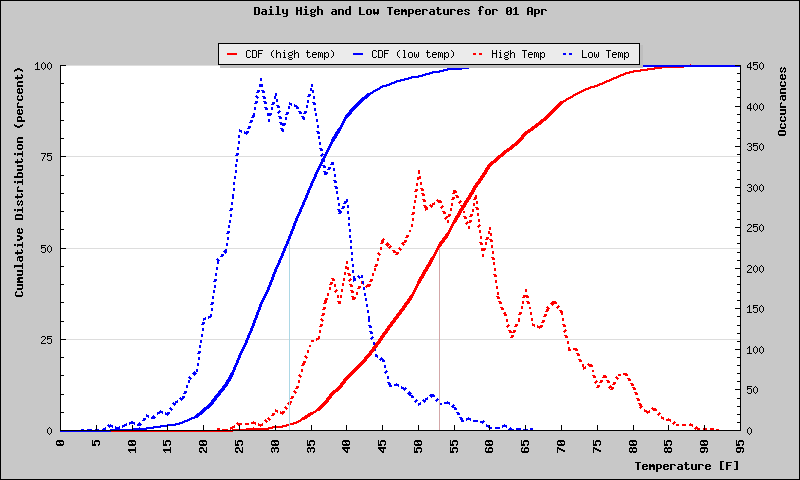 Daily High and Low Temperatures for 01 Apr
CDF (high temp) CDF (low temp) High Temp Low Temp
Cumulative Distribution (percent)
100
75
50
25
0
450
400
350
300
250
200
150
100
50
0
Occurances
0 5 10 15 20 25 30 35 40 45 50 55 60 65 70 75 80 85 90 95
Temperature [F]